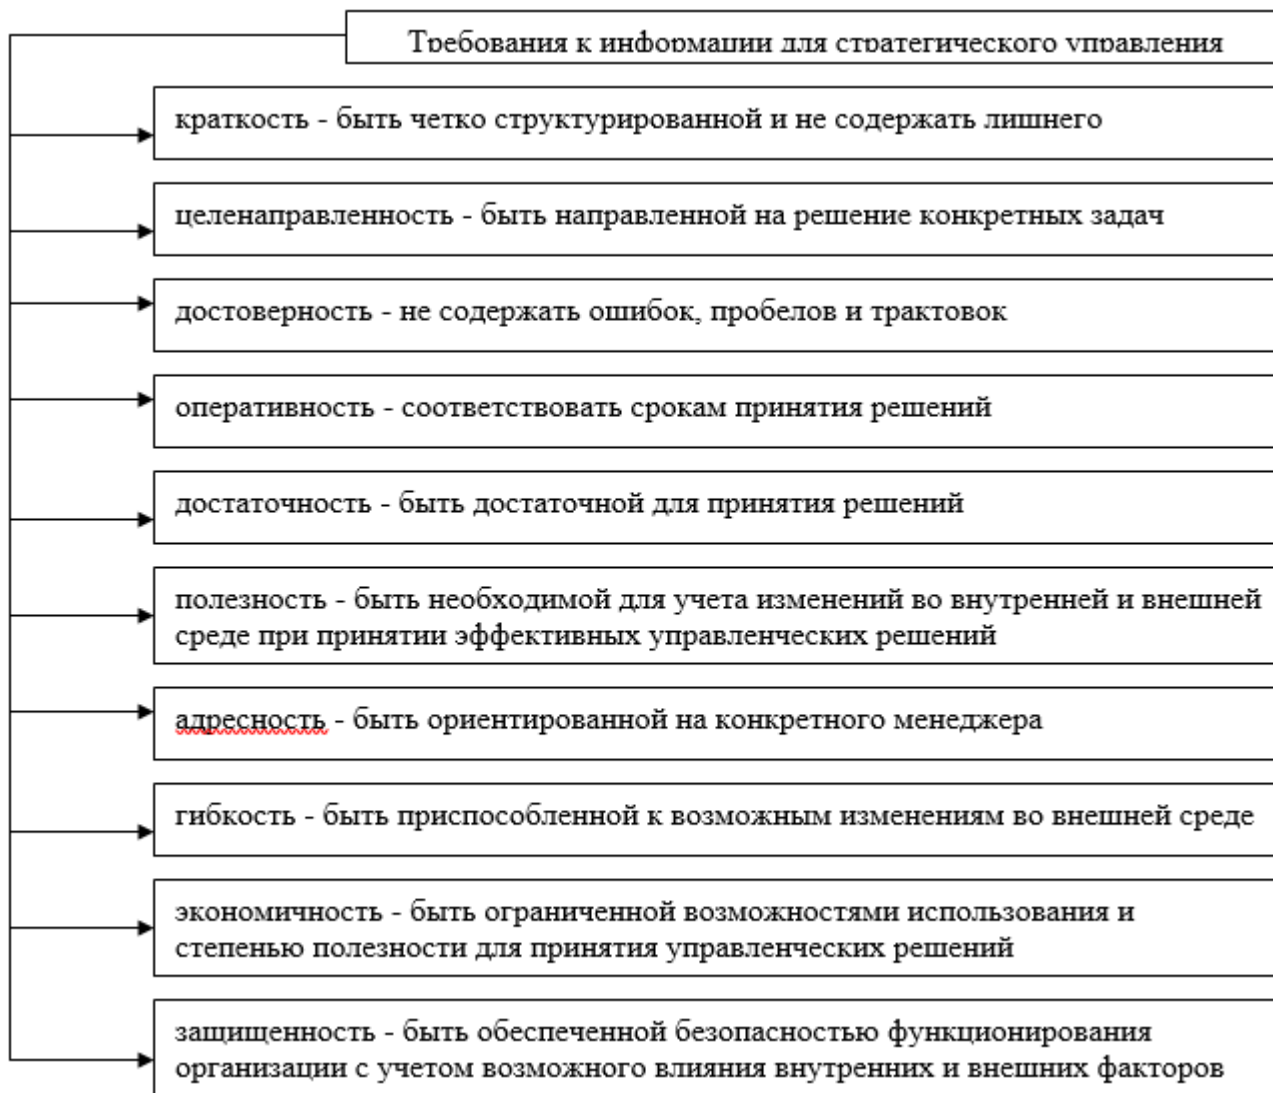 Требования к информации для стратегического управления
краткость - быть четко структурированной и не содержать лишнего
целенаправленность - быть направленной на решение конкретных задач
достоверность - не содержать ошибок, пробелов и трактовок
оперативность - соответствовать срокам принятия решений
достаточность - быть достаточной для принятия решений
полезность - быть необходимой для учета изменений во внутренней и внешней
среде при принятии эффективных управленческих решений
адресность - быть ориентированной на конкретного менеджера
гибкость - быть приспособленной к возможным изменениям во внешней среде
экономичность - быть ограниченной возможностями использования и
степенью полезности для принятия управленческих решений
защищенность - быть обеспеченной безопасностью функционирования
организации с учетом возможного влияния внутренних и внешних факторов